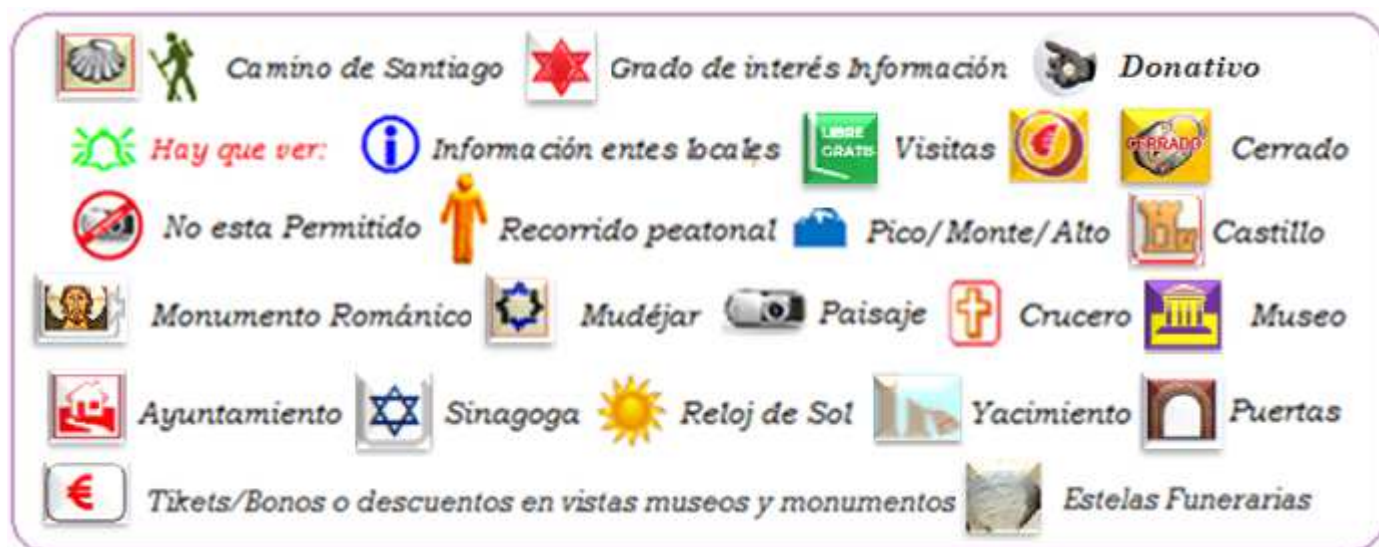 Camino de Santiago Grado de interés Información Donativo
Hay que ver: i Información entes locales LIBRE GRATIS Visitas € CERRADO Cerrado
No esta Permitido Recorrido peatonal Pico/Monte/Alto Castillo
Monumento Románico Mudéjar Paisaje Crucero Museo
Ayuntamiento Sinagoga Reloj de Sol Yacimiento Puertas
€ Tikets/Bonos o descuentos en vistas museos y monumentos Estelas Funerarias